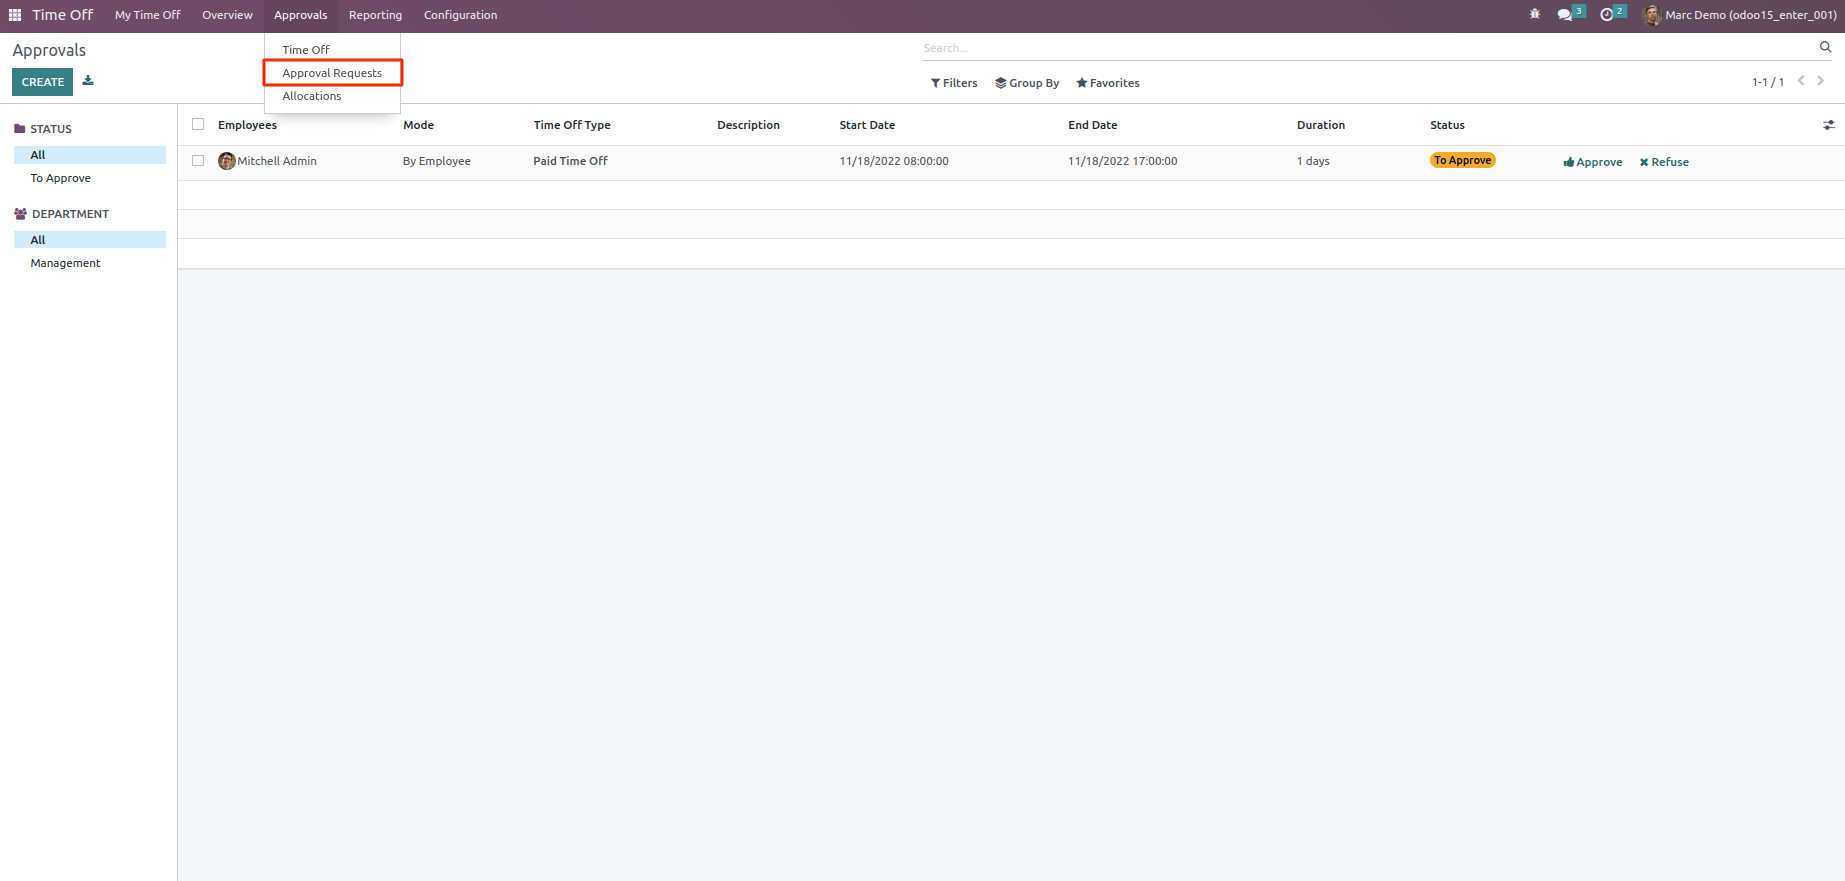 Time Off My Time Off Overview Approvals Reporting Configuration 3 2 Marc Demo (odoo15_enter_001)
Approvals
Search...
Time Off
Approval Requests
Allocations
CREATE
Filters Group By Favorites 1-1 / 1
STATUS
All
To Approve
DEPARTMENT
All
Management
Employees Mode Time Off Type Description Start Date End Date Duration Status
Mitchell Admin By Employee Paid Time Off 11/18/2022 08:00:00 11/18/2022 17:00:00 1 days To Approve Approve Refuse